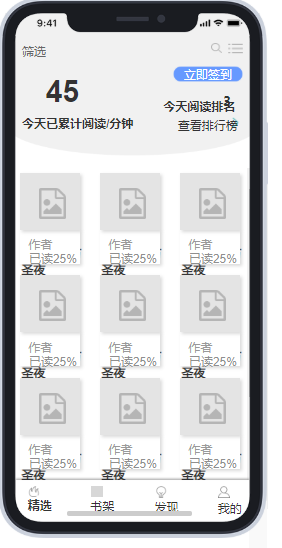 9:41
筛选
立即签到
45
今天阅读排名
3
今天已累计阅读/分钟
查看排行榜
作者 作者 作者
已读25% 已读25% 已读25%
圣夜 圣夜 圣夜
作者 作者 作者
已读25% 已读25% 已读25%
圣夜 圣夜 圣夜
作者 作者 作者
已读25% 已读25% 已读25%
圣夜 圣夜 圣夜
精选 书架 发现 我的